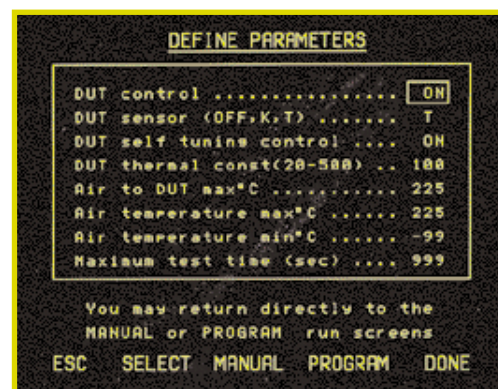 DEFINE PARAMETERS
DUT control ................ ON
DUT sensor (OFF,K,T) ....... T
DUT self tuning control .... ON
DUT thermal const(20-500) .. 100
Air to DUT max°C ........... 225
Air temperature max°C ...... 225
Air temperature min°C ...... -99
Maximum test time (sec) .... 999
You may return directly to the
MANUAL or PROGRAM run screens
ESC SELECT MANUAL PROGRAM DONE